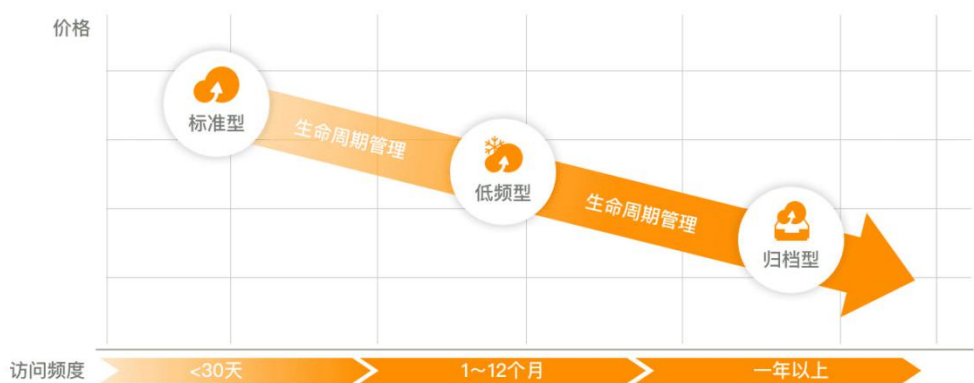 价格
标准型
生命周期管理
低频型
生命周期管理
归档型
访问频度
<30天
1～12个月
一年以上